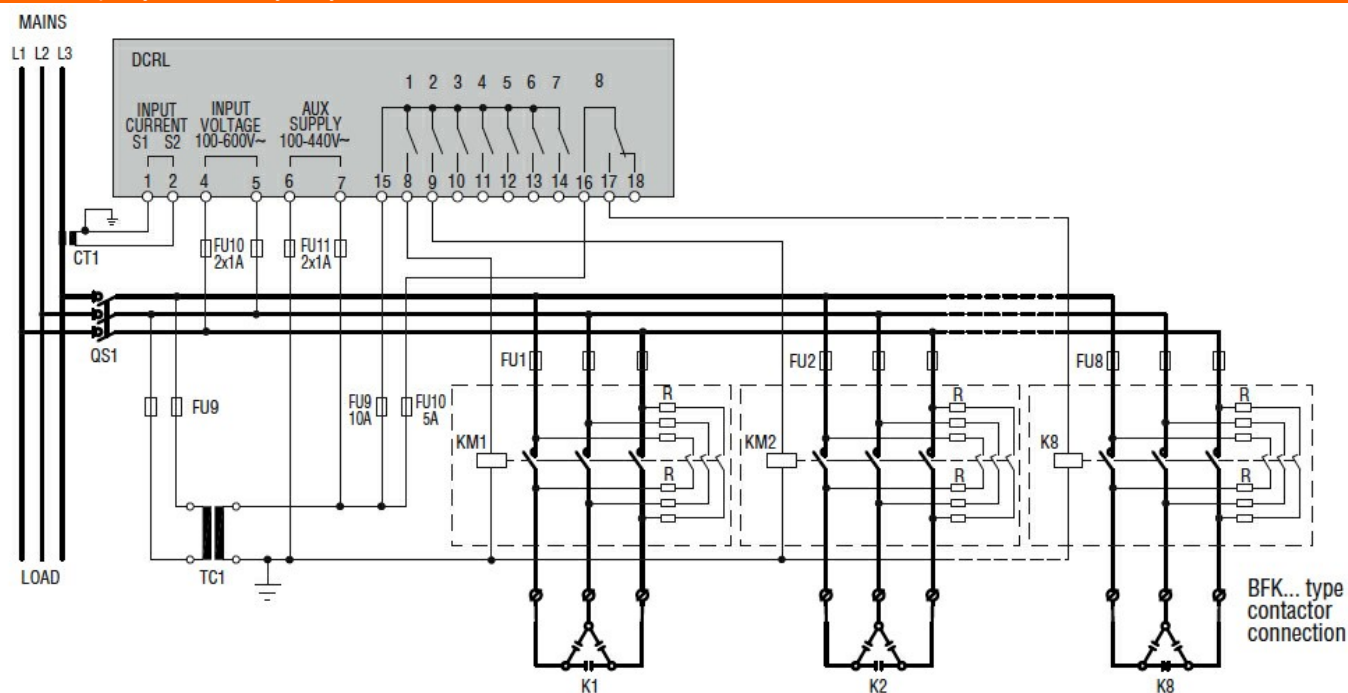 MAINS
L1 L2 L3
DCRL
1 2 3 4 5 6 7 8
INPUT CURRENT
S1 S2
INPUT VOLTAGE
100-600V~
AUX SUPPLY
100-440V~
1 2 4 5 6 7 15 8 9 10 11 12 13 14 16 17 18
CT1
FU10
2x1A
FU11
2x1A
QS1
FU1
FU2
FU8
FU9
FU9
10A
FU10
5A
KM1
R
R
KM2
R
R
K8
R
R
LOAD
TC1
BFK... type
contactor
connection
K1
K2
K8